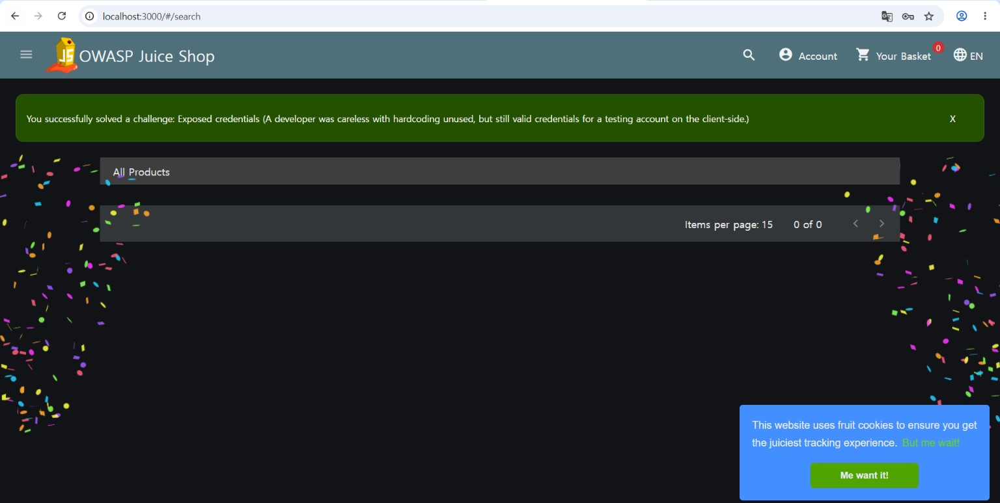 localhost:3000/#/search
JS OWASP Juice Shop Account Your Basket 0 EN
You successfully solved a challenge: Exposed credentials (A developer was careless with hardcoding unused, but still valid credentials for a testing account on the client-side.) X
All Products
Items per page: 15 0 of 0
This website uses fruit cookies to ensure you get
the juiciest tracking experience. But me wait!
Me want it!